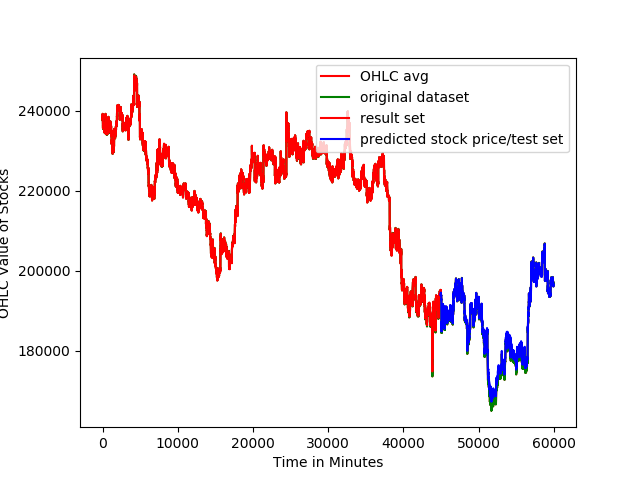 OHLC avg
original dataset
result set
predicted stock price/test set
240000
220000
200000
180000
OHLC Value of Stocks
0 10000 20000 30000 40000 50000 60000
Time in Minutes